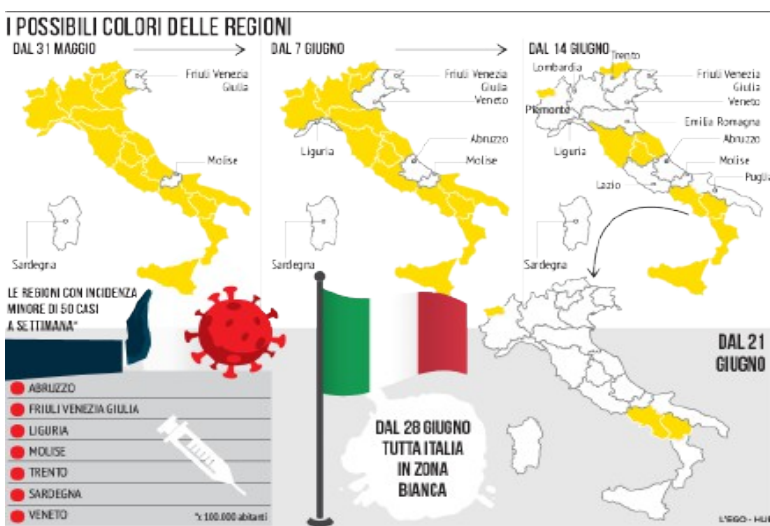 I POSSIBILI COLORI DELLE REGIONI
DAL 31 MAGGIO
Friuli Venezia
Giulia
Molise
Sardegna
DAL 7 GIUGNO
Friuli Venezia
Giulia
Veneto
Liguria
Abruzzo
Molise
DAL 14 GIUGNO
Trento
Lombardia
Friuli Venezia
Giulia
Piemonte
Veneto
Emilia Romagna
Liguria
Abruzzo
Molise
Lazio
Puglia
Sardegna
LE REGIONI CON INCIDENZA
MINORE DI 50 CASI
A SETTIMANA*
ABRUZZO
FRIULI VENEZIA GIULIA
LIGURIA
MOLISE
TRENTO
SARDEGNA
VENETO
*x 100.000 abitanti
DAL 28 GIUGNO
TUTTA ITALIA
IN ZONA
BIANCA
DAL 21
GIUGNO
L'EGO - HUB